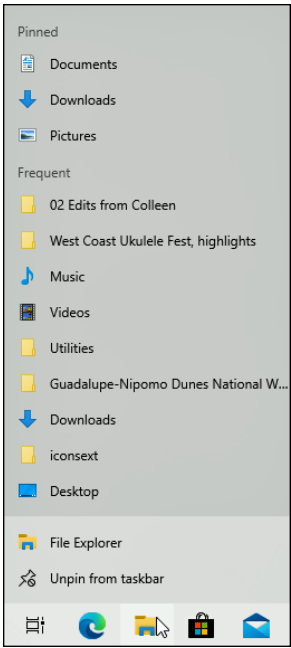 Pinned
Documents
Downloads
Pictures
Frequent
02 Edits from Colleen
West Coast Ukulele Fest, highlights
Music
Videos
Utilities
Guadalupe-Nipomo Dunes National W...
Downloads
iconsext
Desktop
File Explorer
Unpin from taskbar